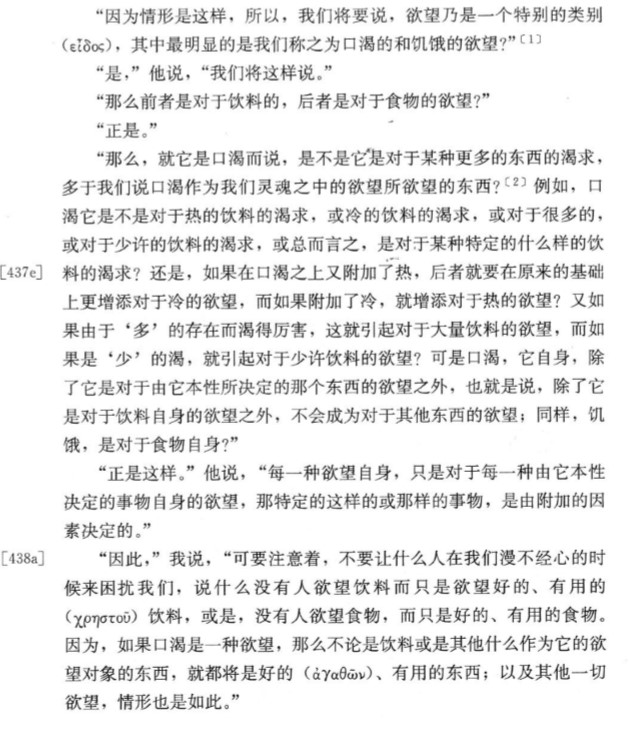 “因为情形是这样，所以，我们将要说，欲望乃是一个特别的类别
（εἶδος），其中最明显的是我们称之为口渴的和饥饿的欲望？”〔1〕
“是，”他说，“我们将这样说。”
“那么前者是对于饮料的，后者是对于食物的欲望？”
“正是。”
“那么，就它是口渴而说，是不是它是对于某种更多的东西的渴求，
多于我们说口渴作为我们灵魂之中的欲望所欲望的东西？〔2〕例如，口
渴它是不是对于热的饮料的渴求，或冷的饮料的渴求，或对于很多的，
或对于少许的饮料的渴求，或总而言之，是对于某种特定的什么样的饮
[437e] 料的渴求？还是，如果在口渴之上又附加了热，后者就要在原来的基础
上更增添对于冷的欲望，而如果附加了冷，就增添对于热的欲望？又如
果由于‘多’的存在而渴得厉害，这就引起对于大量饮料的欲望，而如
果是‘少’的渴，就引起对于少许饮料的欲望？可是口渴，它自身，除
了它是对于由它本性所决定的那个东西的欲望之外，也就是说，除了它
是对于饮料自身的欲望之外，不会成为对于其他东西的欲望；同样，饥
饿，是对于食物自身？”
“正是这样。”他说，“每一种欲望自身，只是对于每一种由它本性
决定的事物自身的欲望，那特定的这样的或那样的事物，是由附加的因
素决定的。”
[438a] “因此，”我说，“可要注意着，不要让什么人在我们漫不经心的时
候来困扰我们，说什么没有人欲望饮料而只是欲望好的、有用的
（χρηστοῦ）饮料，或是，没有人欲望食物，而只是好的、有用的食物。
因为，如果口渴是一种欲望，那么不论是饮料或是其他什么作为它的欲
望对象的东西，就都将是好的（ἀγαθῶν）、有用的东西；以及其他一切
欲望，情形也是如此。”